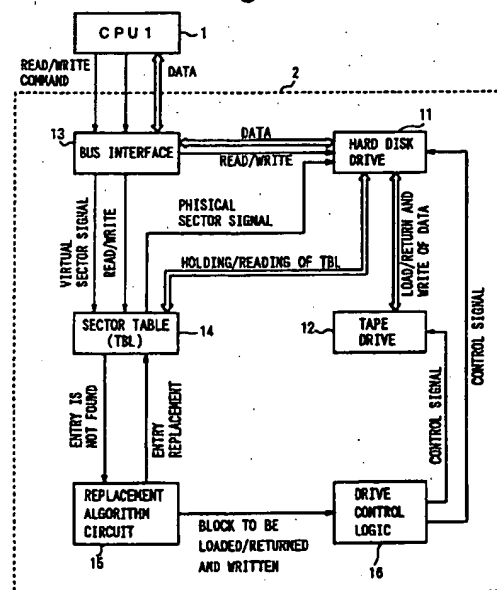 CPU1
1
READ/WRITE
COMMAND
DATA
2
13
BUS INTERFACE
DATA
READ/WRITE
11
HARD DISK
DRIVE
VIRTUAL
SECTOR SIGNAL
READ/WRITE
PHISICAL
SECTOR SIGNAL
HOLDING/READING OF TBL
LOAD/RETURN AND
WRITE OF DATA
CONTROL SIGNAL
SECTOR TABLE
(TBL)
14
12
TAPE
DRIVE
ENTRY IS
NOT FOUND
ENTRY
REPLACEMENT
CONTROL SIGNAL
REPLACEMENT
ALGORITHM
CIRCUIT
15
BLOCK TO BE
LOADED/RETURNED
AND WRITTEN
DRIVE
CONTROL
LOGIC
16